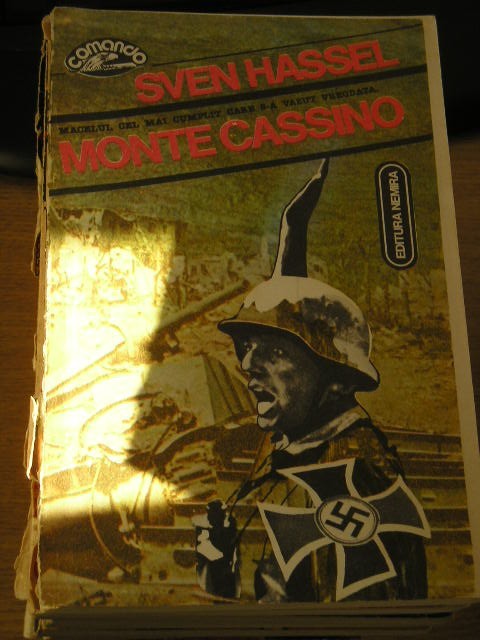 comando
SVEN HASSEL
MACELUL CEL MAI CUMPLIT CARE S-A VAZUT VREODATA.
MONTE CASSINO
EDITURA NEMIRA